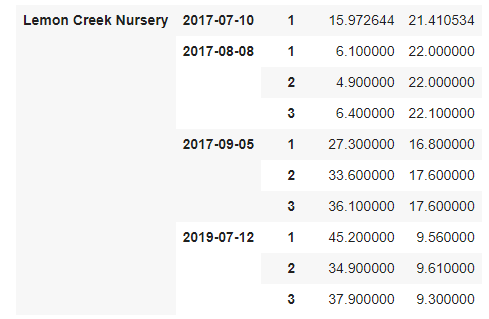 Lemon Creek Nursery 2017-07-10 1 15.972644 21.410534
2017-08-08 1 6.100000 22.000000
2 4.900000 22.000000
3 6.400000 22.100000
2017-09-05 1 27.300000 16.800000
2 33.600000 17.600000
3 36.100000 17.600000
2019-07-12 1 45.200000 9.560000
2 34.900000 9.610000
3 37.900000 9.300000